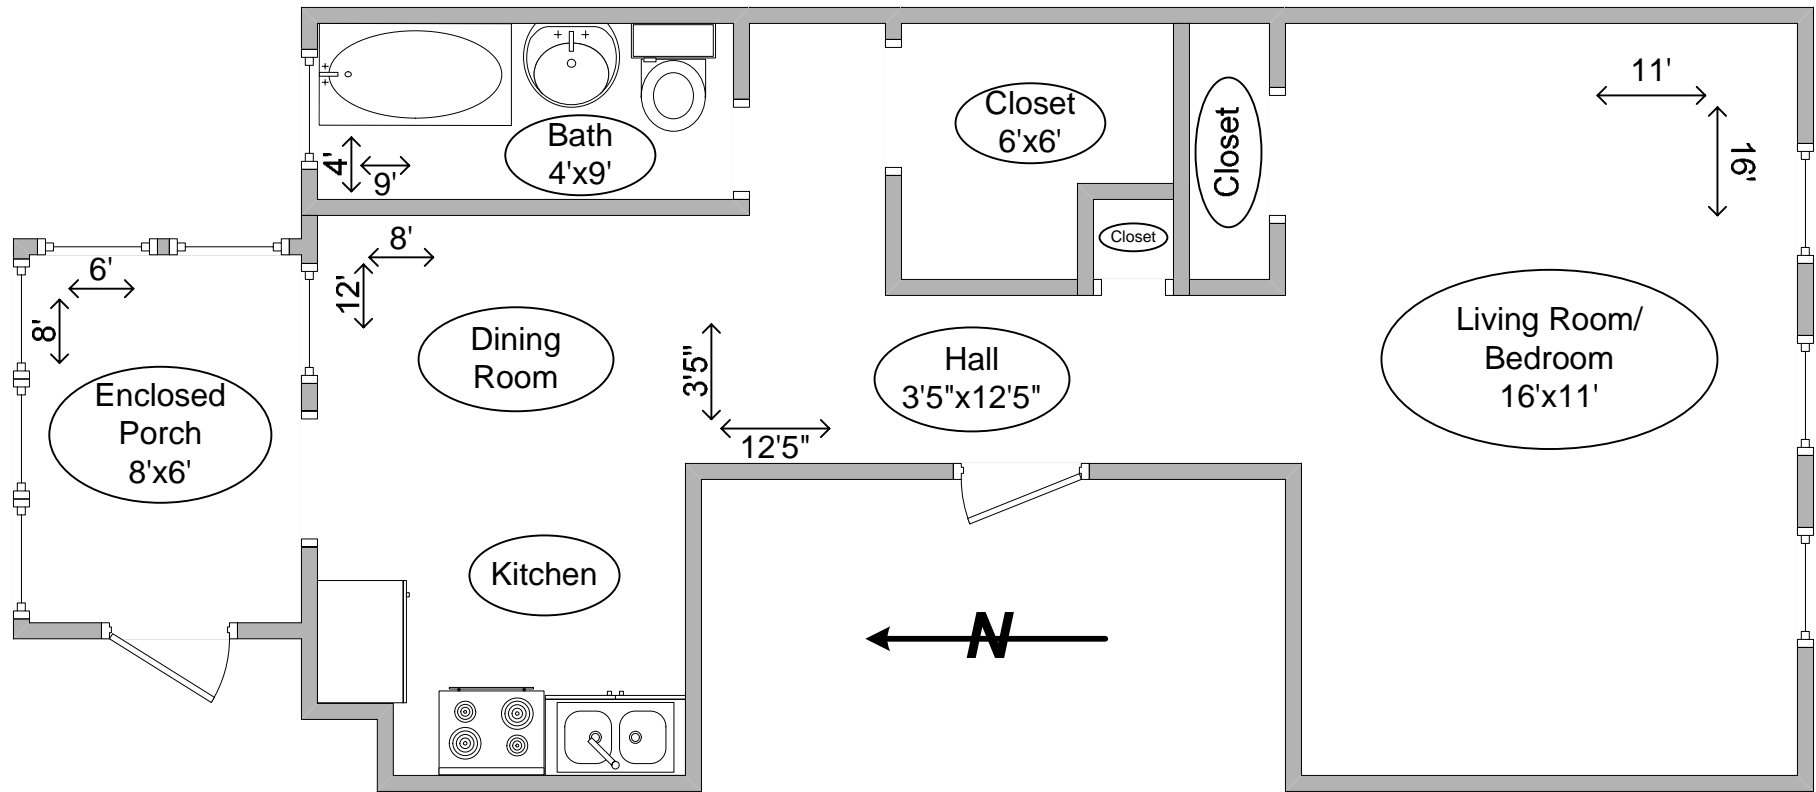 11'
16'
Closet
6'x6'
Closet
Closet
Bath
4'x9'
4'
9'
8'
12'
6'
8'
Dining
Room
Enclosed
Porch
8'x6'
3'5"
12'5"
Hall
3'5"x12'5"
Living Room/
Bedroom
16'x11'
Kitchen
N